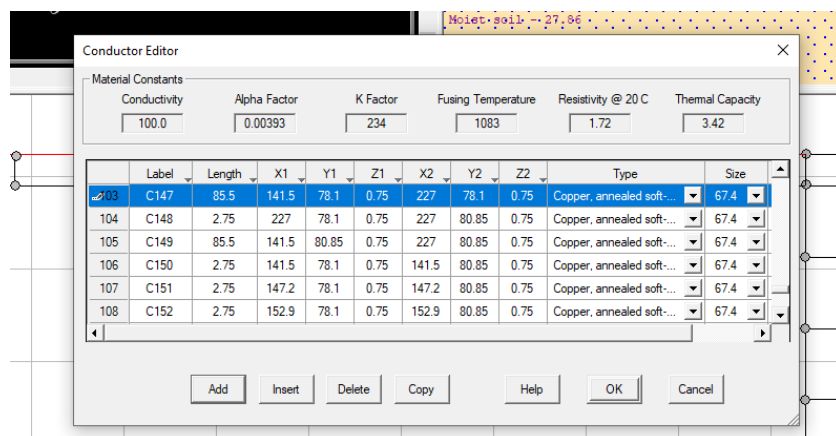 Moist soil - 27.86
Conductor Editor
Material Constants
Conductivity Alpha Factor K Factor Fusing Temperature Resistivity @ 20 C Thermal Capacity
100.0 0.00393 234 1083 1.72 3.42
Label Length X1 Y1 Z1 X2 Y2 Z2 Type Size
103 C147 85.5 141.5 78.1 0.75 227 78.1 0.75 Copper, annealed soft-... 67.4
104 C148 2.75 227 78.1 0.75 227 80.85 0.75 Copper, annealed soft-... 67.4
105 C149 85.5 141.5 80.85 0.75 227 80.85 0.75 Copper, annealed soft-... 67.4
106 C150 2.75 141.5 78.1 0.75 141.5 80.85 0.75 Copper, annealed soft-... 67.4
107 C151 2.75 147.2 78.1 0.75 147.2 80.85 0.75 Copper, annealed soft-... 67.4
108 C152 2.75 152.9 78.1 0.75 152.9 80.85 0.75 Copper, annealed soft-... 67.4
Add Insert Delete Copy Help OK Cancel